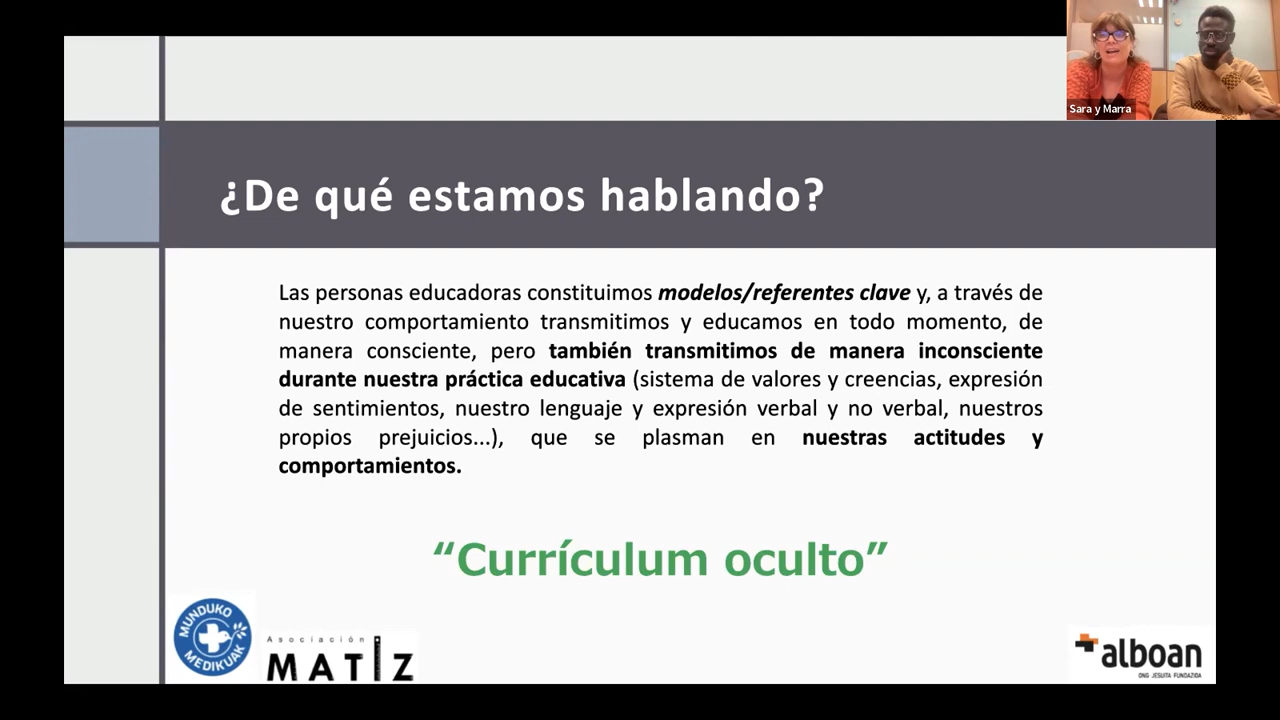 Sara y Marra
¿De qué estamos hablando?
Las personas educadoras constituimos modelos/referentes clave y, a través de
nuestro comportamiento transmitimos y educamos en todo momento, de
manera consciente, pero también transmitimos de manera inconsciente
durante nuestra práctica educativa (sistema de valores y creencias, expresión
de sentimientos, nuestro lenguaje y expresión verbal y no verbal, nuestros
propios prejuicios...), que se plasman en nuestras actitudes y
comportamientos.
“Currículum oculto”
MUNDUKO
MEDIKUAK
Asociación
MATIZ
alboan
ONG JESUITA FUNDAZIOA